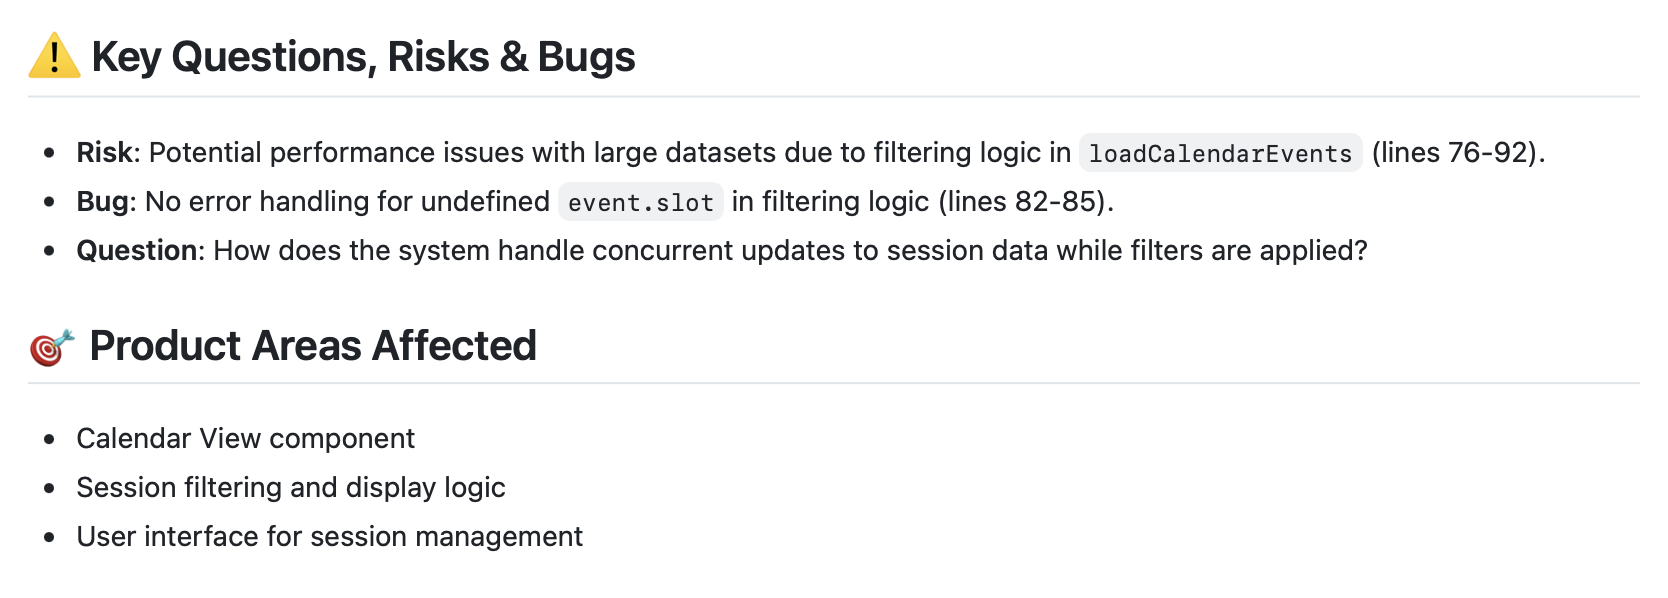 ⚠️ Key Questions, Risks & Bugs
• Risk: Potential performance issues with large datasets due to filtering logic in loadCalendarEvents (lines 76-92).
• Bug: No error handling for undefined event.slot in filtering logic (lines 82-85).
• Question: How does the system handle concurrent updates to session data while filters are applied?
🎯 Product Areas Affected
• Calendar View component
• Session filtering and display logic
• User interface for session management